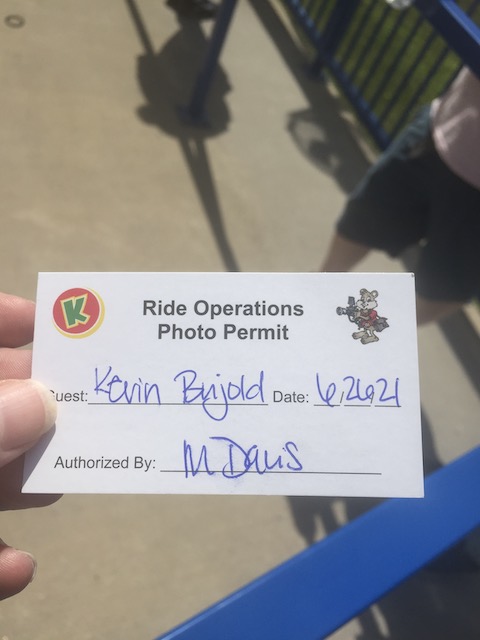 K
Ride Operations
Photo Permit
Guest: Kevin Bujold Date: 6/26/21
Authorized By: M Davis